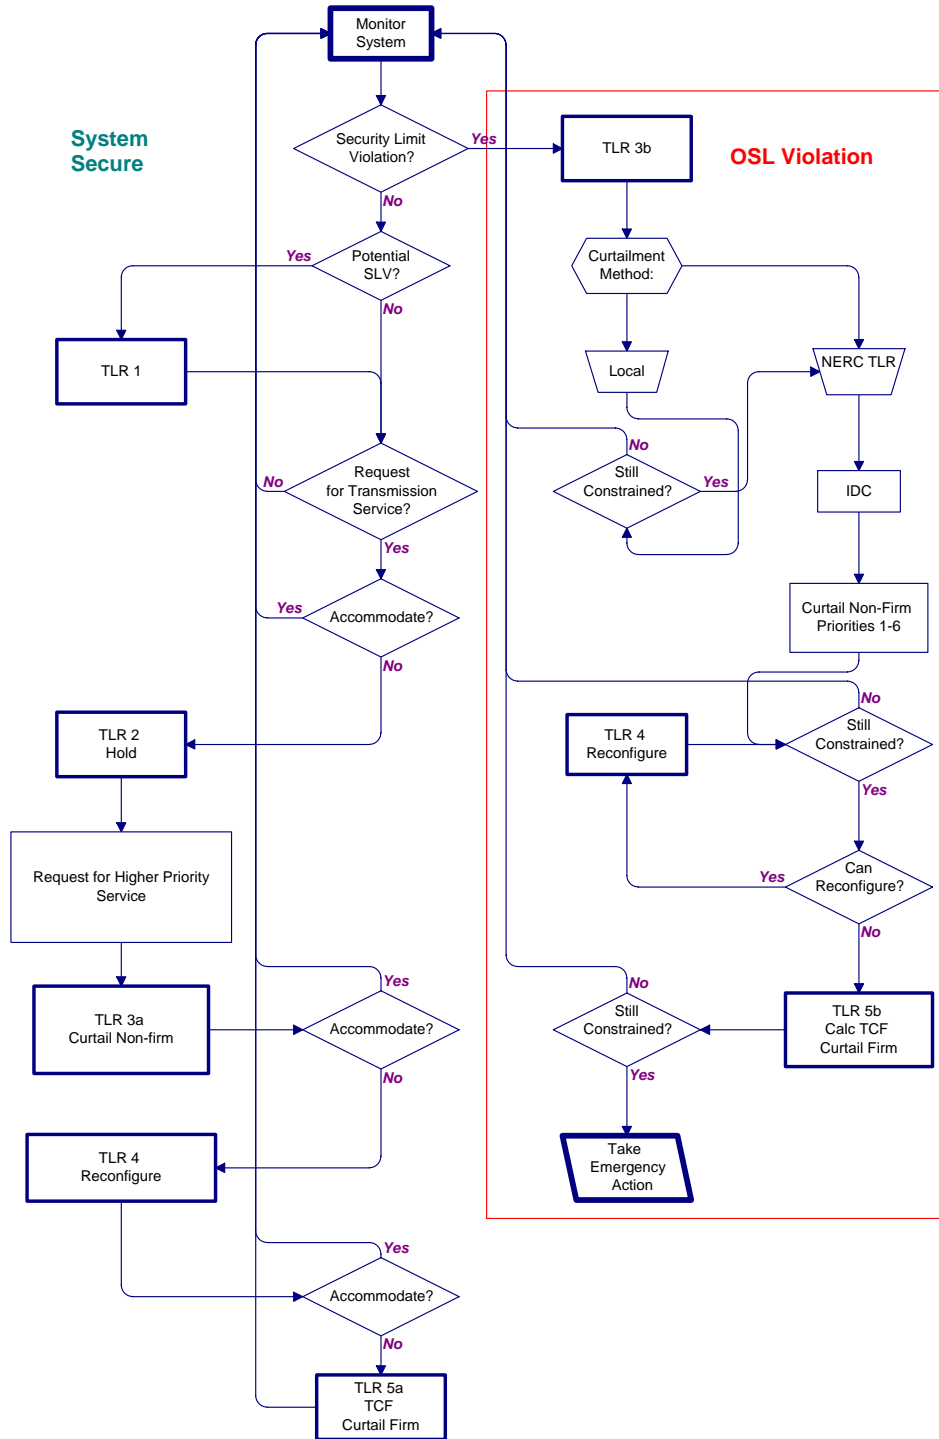 Monitor
System
System
Secure
Security Limit
Violation?
Yes
TLR 3b
OSL Violation
No
Yes
Potential
SLV?
Curtailment
Method:
No
TLR 1
Local
NERC TLR
No
Request
for Transmission
Service?
No
Still
Constrained?
Yes
IDC
Yes
Yes
Accommodate?
Curtail Non-Firm
Priorities 1-6
No
No
TLR 2
Hold
TLR 4
Reconfigure
Still
Constrained?
Yes
Request for Higher Priority
Service
Yes
Can
Reconfigure?
No
Yes
No
TLR 3a
Curtail Non-firm
Accommodate?
Still
Constrained?
TLR 5b
Calc TCF
Curtail Firm
No
Yes
TLR 4
Reconfigure
Take
Emergency
Action
Yes
Accommodate?
No
TLR 5a
TCF
Curtail Firm